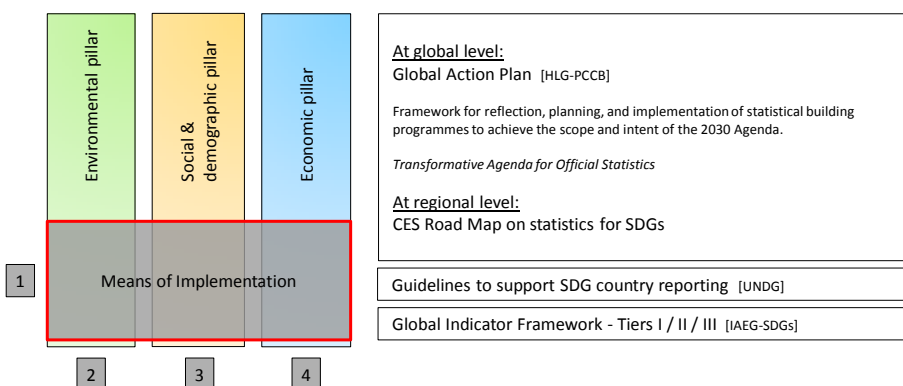 Environmental pillar
Social &
demographic pillar
Economic pillar
Means of Implementation
1
2
3
4
At global level:
Global Action Plan [HLG-PCCB]
Framework for reflection, planning, and implementation of statistical building
programmes to achieve the scope and intent of the 2030 Agenda.
Transformative Agenda for Official Statistics
At regional level:
CES Road Map on statistics for SDGs
Guidelines to support SDG country reporting [UNDG]
Global Indicator Framework - Tiers I / II / III [IAEG-SDGs]